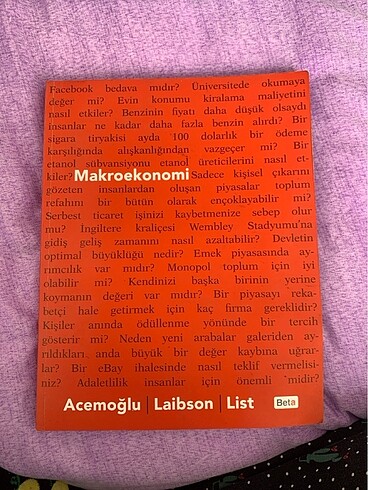 Facebook bedava mıdır? Üniversitede okumaya
değer mi? Evin konumu kiralama maliyetini
nasıl etkiler? Benzinin fiyatı daha düşük olsaydı
insanlar ne kadar daha fazla benzin alırdı? Bir
sigara tiryakisi ayda 100 dolarlık bir ödeme
karşılığında alışkanlığından vazgeçer mi? Bir
etanol sübvansiyonu etanol üreticilerini nasıl et-
kiler? Makroekonomi Sadece kişisel çıkarını
gözeten insanlardan oluşan piyasalar toplum
refahını bir bütün olarak ençoklayabilir mi?
Serbest ticaret işinizi kaybetmenize sebep olur
mu? İngiltere kraliçesi Wembley Stadyumu'na
gidiş geliş zamanını nasıl azaltabilir? Devletin
optimal büyüklüğü nedir? Emek piyasasında ay-
rımcılık var mıdır? Monopol toplum için iyi
olabilir mi? Kendinizi başka birinin yerine
koymanın değeri var mıdır? Bir piyasayı reka-
betçi hale getirmek için kaç firma gereklidir?
Kişiler anında ödüllenme yönünde bir tercih
gösterir mi? Neden yeni arabalar galeriden ay-
rıldıkları anda büyük bir değer kaybına uğrar-
lar? Bir eBay ihalesinde nasıl teklif vermelisi-
niz? Adaletlilik insanlar için önemli midir?
Acemoğlu | Laibson | List Beta